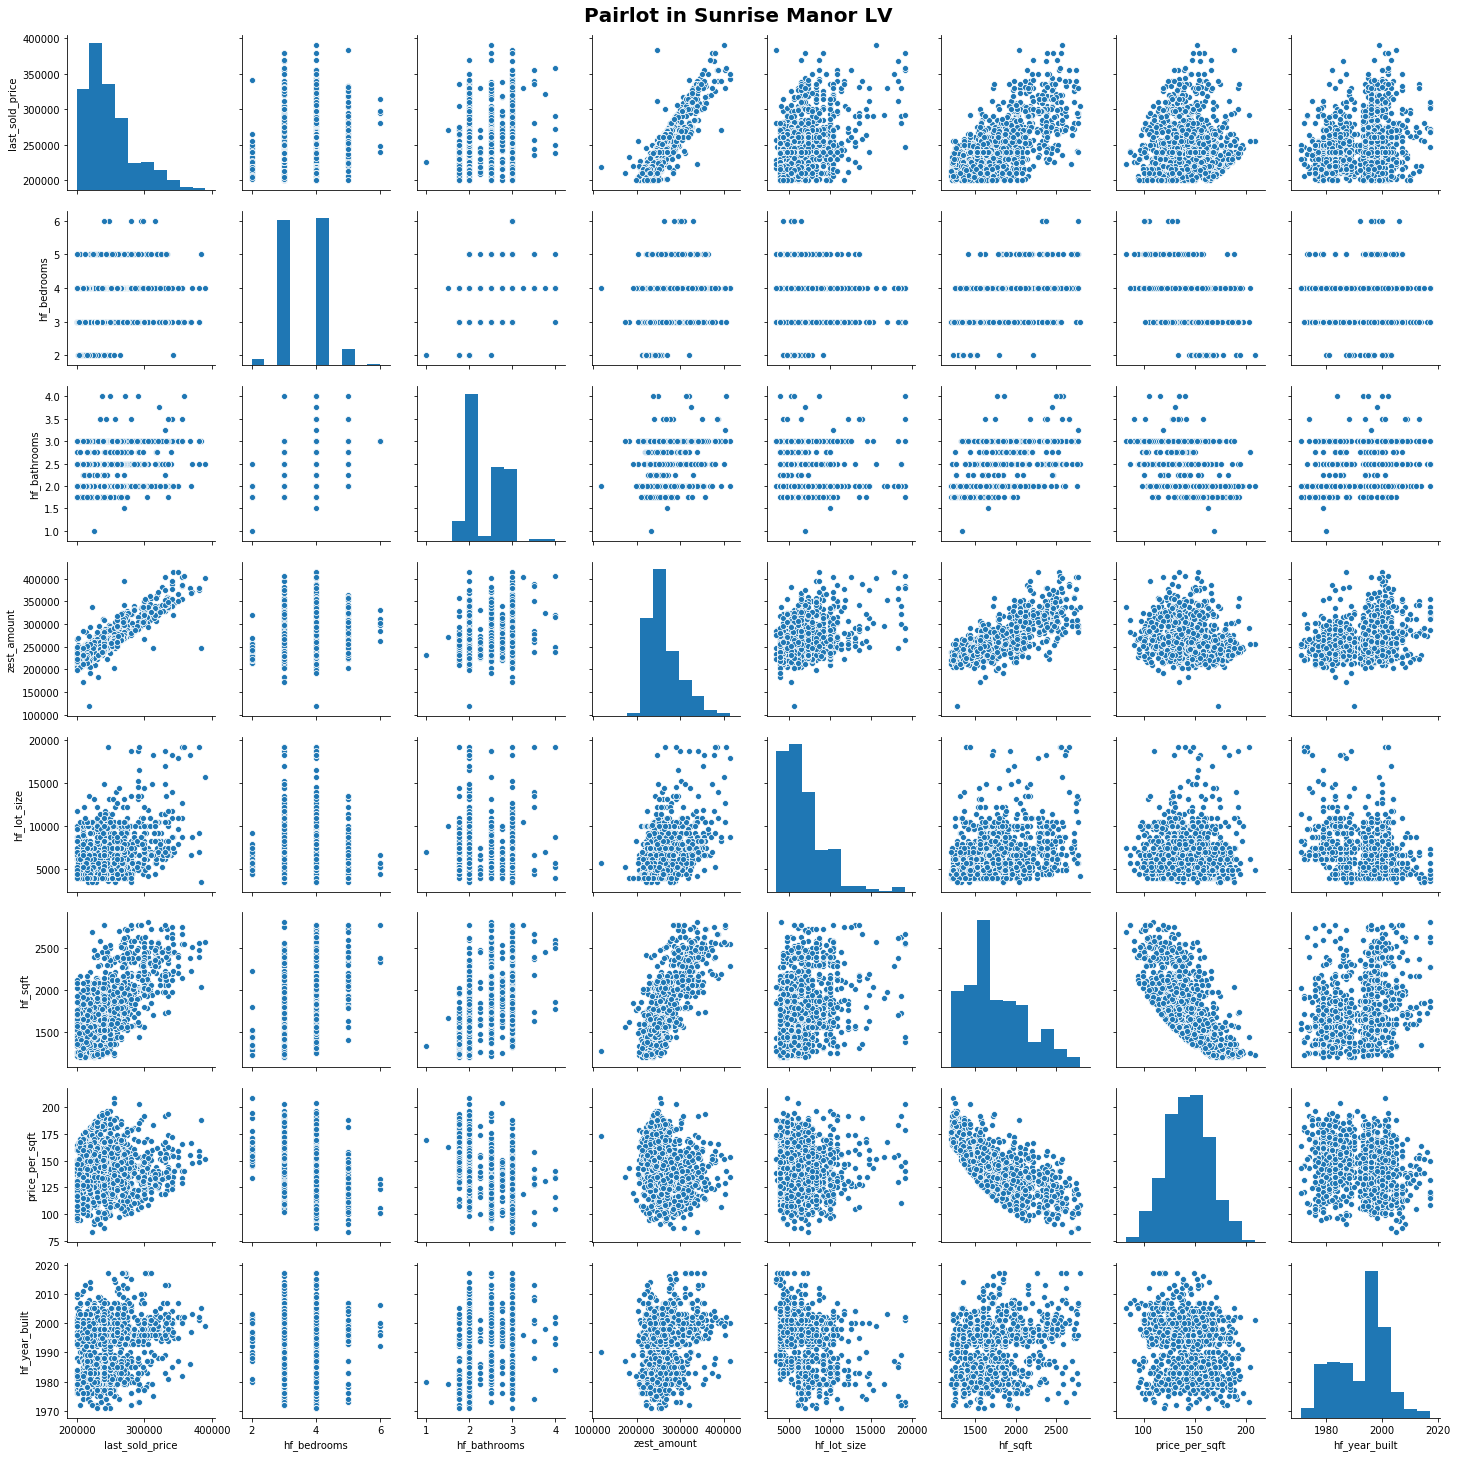 Pairlot in Sunrise Manor LV
400000
350000
300000
250000
200000
last_sold_price
6
5
4
3
2
hf_bedrooms
4.0
3.5
3.0
2.5
2.0
1.5
1.0
hf_bathrooms
400000
350000
300000
250000
200000
150000
100000
zest_amount
20000
15000
10000
5000
hf_lot_size
2500
2000
1500
hf_sqft
200
175
150
125
100
75
price_per_sqft
2020
2010
2000
1990
1980
1970
hf_year_built
200000 300000 400000
2 4 6
1 2 3 4
100000 200000 300000 400000
5000 10000 15000 20000
1500 2000 2500
100 150 200
1980 2000 2020
last_sold_price
hf_bedrooms
hf_bathrooms
zest_amount
hf_lot_size
hf_sqft
price_per_sqft
hf_year_built